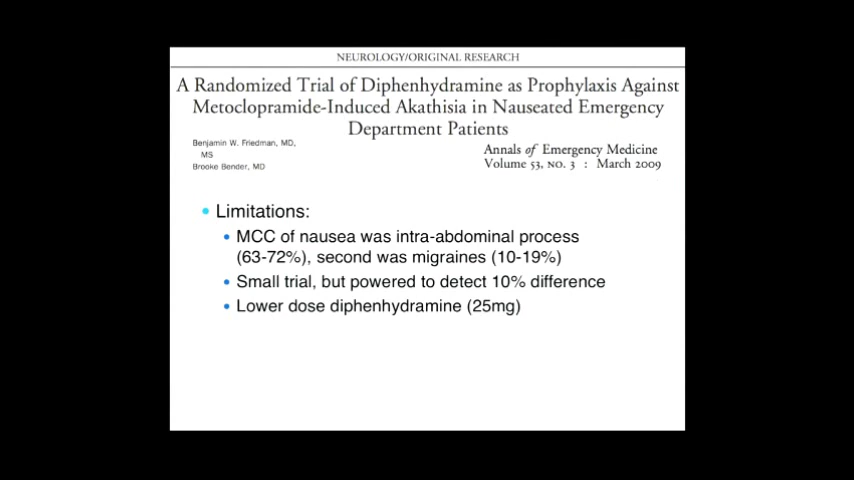 NEUROLOGY/ORIGINAL RESEARCH
A Randomized Trial of Diphenhydramine as Prophylaxis Against
Metoclopramide-Induced Akathisia in Nauseated Emergency
Department Patients
Benjamin W. Friedman, MD,
MS
Brooke Bender, MD
Annals of Emergency Medicine
Volume 53, NO. 3 : March 2009
• Limitations:
• MCC of nausea was intra-abdominal process
(63-72%), second was migraines (10-19%)
• Small trial, but powered to detect 10% difference
• Lower dose diphenhydramine (25mg)